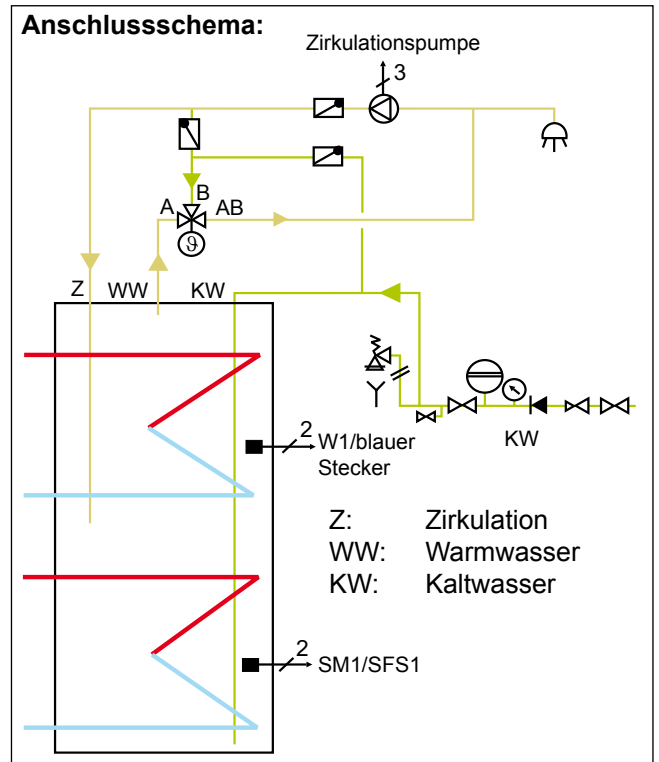 Anschlussschema:
Zirkulationspumpe
3
B
A
AB
ϑ
Z
WW
KW
2
W1/blauer
Stecker
KW
Z: Zirkulation
WW: Warmwasser
KW: Kaltwasser
2
SM1/SFS1